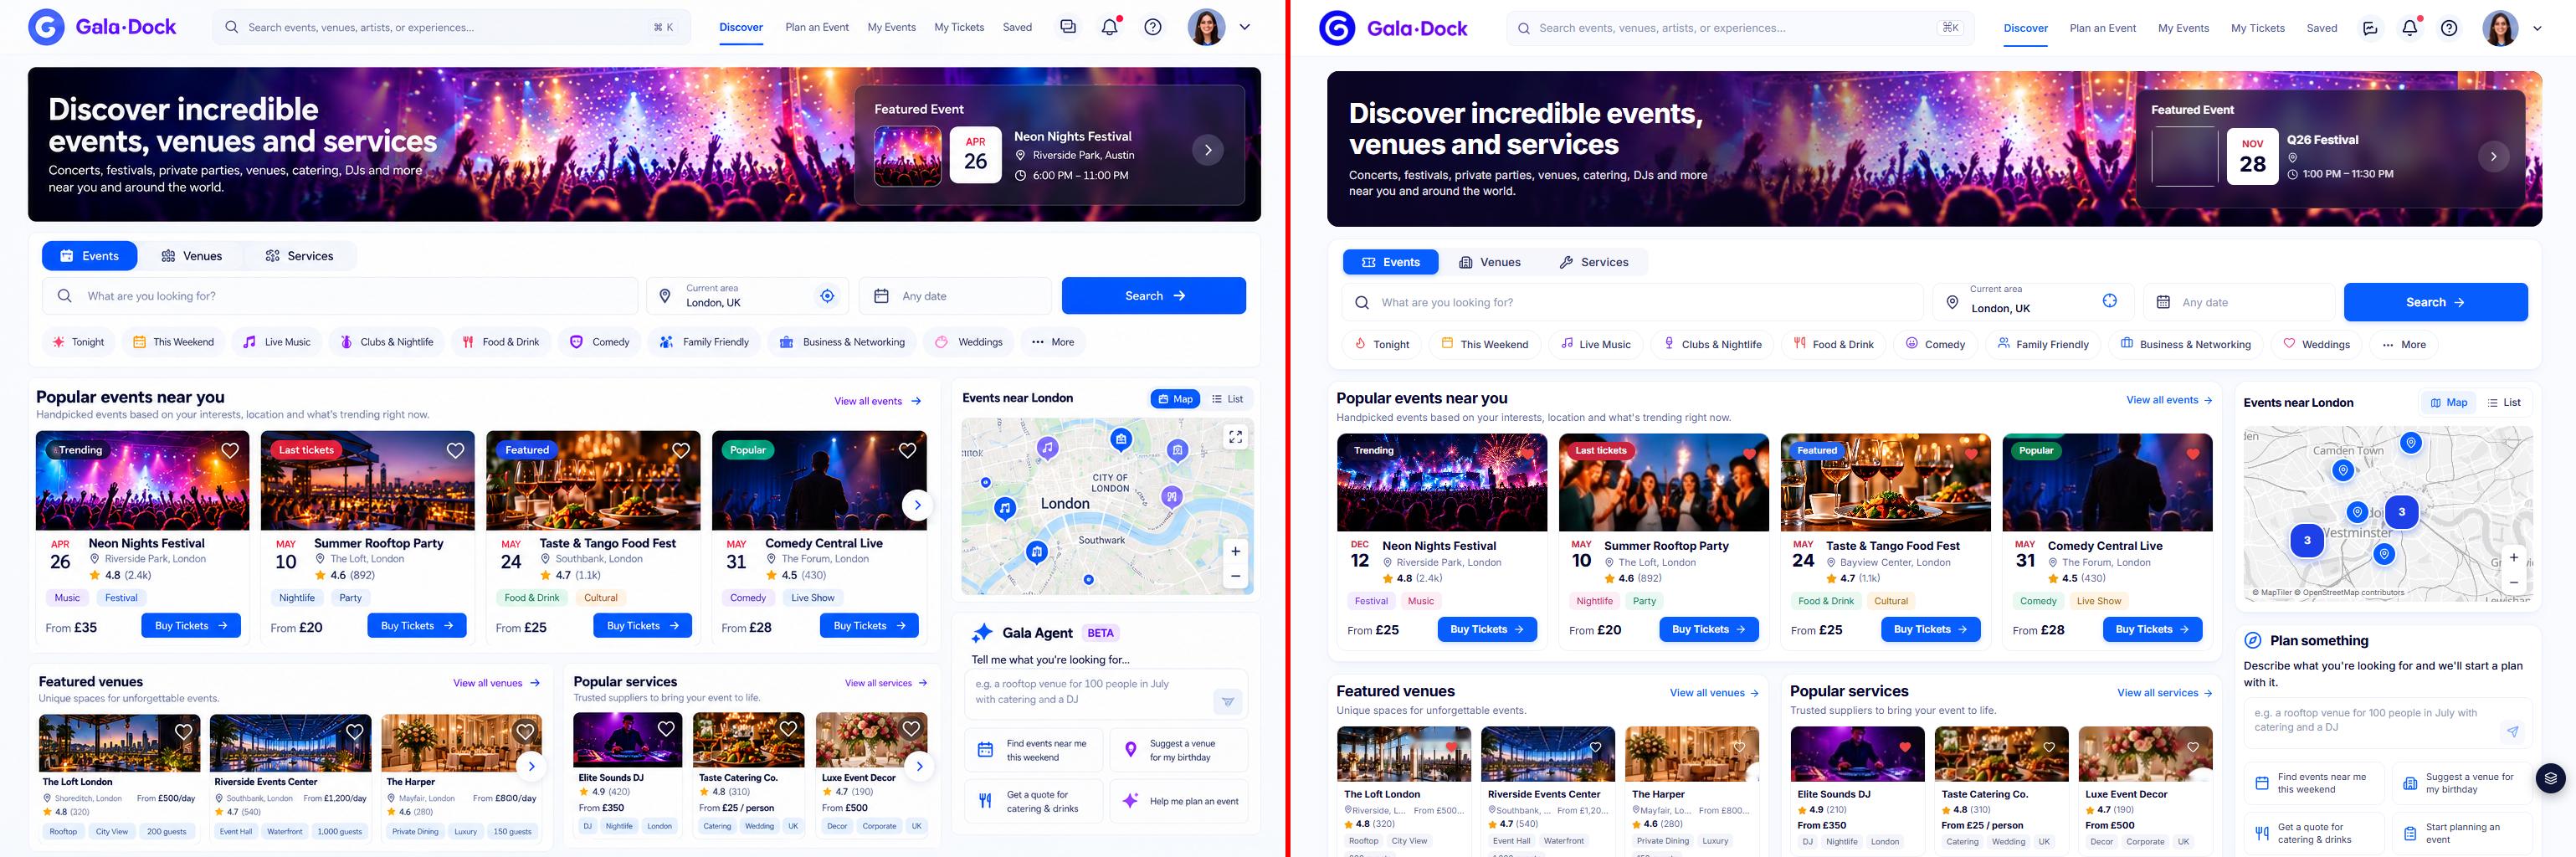 Gala·Dock
Search events, venues, artists, or experiences...
⌘ K
Discover
Plan an Event
My Events
My Tickets
Saved
Discover incredible
events, venues and services
Concerts, festivals, private parties, venues, catering, DJs and more
near you and around the world.
Featured Event
APR
26
Neon Nights Festival
Riverside Park, Austin
6:00 PM – 11:00 PM
Events
Venues
Services
What are you looking for?
Current area
London, UK
Any date
Search
Tonight
This Weekend
Live Music
Clubs & Nightlife
Food & Drink
Comedy
Family Friendly
Business & Networking
Weddings
More
Popular events near you
Handpicked events based on your interests, location and what's trending right now.
View all events
Trending
APR
26
Neon Nights Festival
Riverside Park, London
4.8 (2.4k)
Music
Festival
From £35
Buy Tickets
Last tickets
MAY
10
Summer Rooftop Party
The Loft, London
4.6 (892)
Nightlife
Party
From £20
Buy Tickets
Featured
MAY
24
Taste & Tango Food Fest
Southbank, London
4.7 (1.1k)
Food & Drink
Cultural
From £25
Buy Tickets
Popular
MAY
31
Comedy Central Live
The Forum, London
4.5 (430)
Comedy
Live Show
From £28
Buy Tickets
Events near London
Map
List
CITY OF
LONDON
London
Southwark
Gala Agent
BETA
Tell me what you're looking for...
e.g. a rooftop venue for 100 people in July
with catering and a DJ
Find events near me
this weekend
Suggest a venue
for my birthday
Get a quote for
catering & drinks
Help me plan an event
Featured venues
Unique spaces for unforgettable events.
View all venues
The Loft London
Shoreditch, London
From £500/day
4.8 (320)
Rooftop
City View
200 guests
Riverside Events Center
Southbank, London
From £1,200/day
4.7 (540)
Event Hall
Waterfront
1,000 guests
The Harper
Mayfair, London
From £800/day
4.6 (280)
Private Dining
Luxury
150 guests
Popular services
Trusted suppliers to bring your event to life.
View all services
Elite Sounds DJ
4.9 (420)
From £350
DJ
Nightlife
London
Taste Catering Co.
4.8 (310)
From £25 / person
Catering
Wedding
UK
Luxe Event Decor
4.7 (190)
From £500
Decor
Corporate
UK
Gala·Dock
Search events, venues, artists, or experiences...
⌘K
Discover
Plan an Event
My Events
My Tickets
Saved
Discover incredible events,
venues and services
Concerts, festivals, private parties, venues, catering, DJs and more
near you and around the world.
Featured Event
NOV
28
Q26 Festival
1:00 PM – 11:30 PM
Events
Venues
Services
What are you looking for?
Current area
London, UK
Any date
Search
Tonight
This Weekend
Live Music
Clubs & Nightlife
Food & Drink
Comedy
Family Friendly
Business & Networking
Weddings
More
Popular events near you
Handpicked events based on your interests, location and what's trending right now.
View all events
Trending
DEC
12
Neon Nights Festival
Riverside Park, London
4.8 (2.4k)
Festival
Music
From £25
Buy Tickets
Last tickets
MAY
10
Summer Rooftop Party
The Loft, London
4.6 (892)
Nightlife
Party
From £20
Buy Tickets
Featured
MAY
24
Taste & Tango Food Fest
Bayview Center, London
4.7 (1.1k)
Food & Drink
Cultural
From £25
Buy Tickets
Popular
MAY
31
Comedy Central Live
The Forum, London
4.5 (430)
Comedy
Live Show
From £28
Buy Tickets
Events near London
Map
List
Camden Town
3
3
Westminster
© MapTiler © OpenStreetMap contributors
Plan something
Describe what you're looking for and we'll start a plan
with it.
e.g. a rooftop venue for 100 people in July with
catering and a DJ
Find events near me
this weekend
Suggest a venue for
my birthday
Get a quote for
catering & drinks
Start planning an
event
Featured venues
Unique spaces for unforgettable events.
View all venues
The Loft London
Riverside, L...
From £500...
4.8 (320)
Rooftop
City View
Riverside Events Center
Southbank, ...
From £1,20...
4.7 (540)
Event Hall
Waterfront
The Harper
Mayfair, Lo...
From £800...
4.6 (280)
Private Dining
Luxury
Popular services
Trusted suppliers to bring your event to life.
View all services
Elite Sounds DJ
4.9 (210)
From £350
DJ
Nightlife
London
Taste Catering Co.
4.8 (310)
From £25 / person
Catering
Wedding
UK
Luxe Event Decor
4.7 (190)
From £500
Decor
Corporate
UK